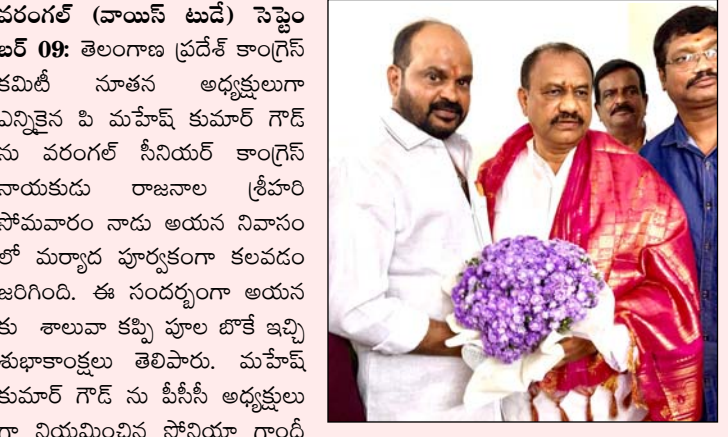 వరంగల్ (వాయిస్ టుడే) సెప్టెం
బర్ 09: తెలంగాణ ప్రదేశ్ కాంగ్రెస్
కమిటీ నూతన అధ్యక్షులుగా
ఎన్నికైన పి మహేష్ కుమార్ గౌడ్
ను వరంగల్ సీనియర్ కాంగ్రెస్
నాయకుడు రాజనాల శ్రీహరి
సోమవారం నాడు అయన నివాసం
లో మర్యాద పూర్వకంగా కలవడం
జరిగింది. ఈ సందర్భంగా అయన
కు శాలువా కప్పి పూల బొకే ఇచ్చి
శుభాకాంక్షలు తెలిపారు. మహేష్
కుమార్ గౌడ్ ను పీసీసీ అధ్యక్షులు
గా నియమించిన సోనియా గాంధీ